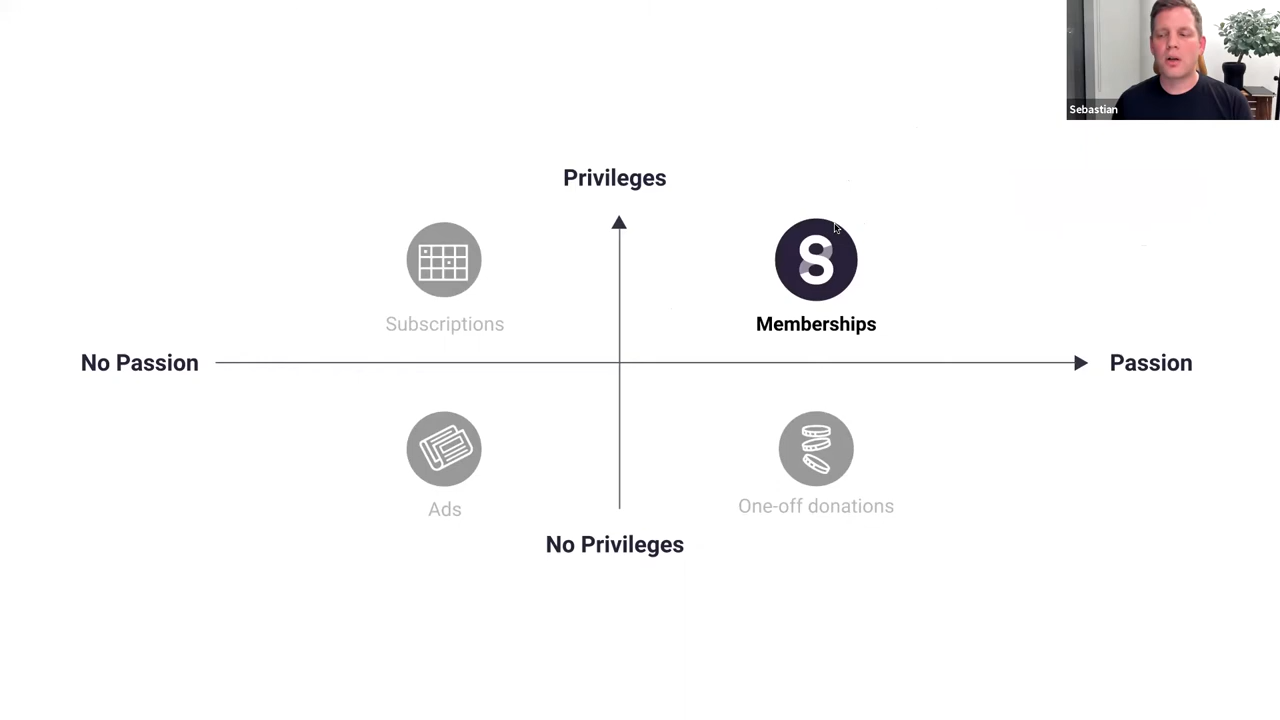 Sebastian
Privileges
S
Subscriptions
Memberships
No Passion
Passion
Ads
One-off donations
No Privileges